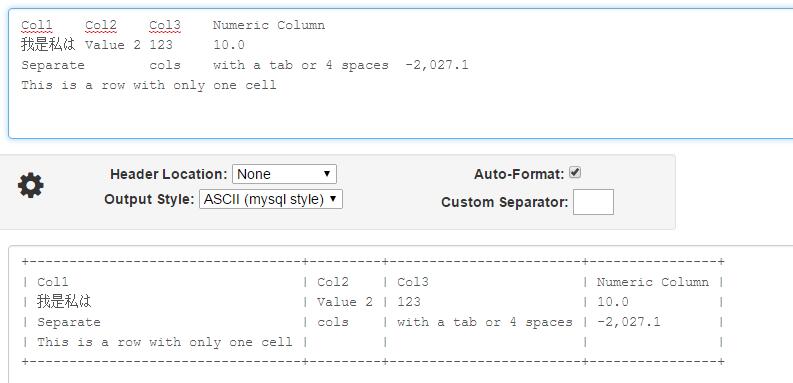 Col1    Col2    Col3    Numeric Column
我是私は Value 2 123     10.0
Separate        cols    with a tab or 4 spaces  -2,027.1
This is a row with only one cell
Header Location: None Auto-Format:
Output Style: ASCII (mysql style) Custom Separator:
+----------------------------------+---------+------------------------+----------------+
| Col1                             | Col2    | Col3                   | Numeric Column |
| 我是私は                         | Value 2 | 123                    | 10.0           |
| Separate                         | cols    | with a tab or 4 spaces | -2,027.1       |
| This is a row with only one cell |         |                        |                |
+----------------------------------+---------+------------------------+----------------+